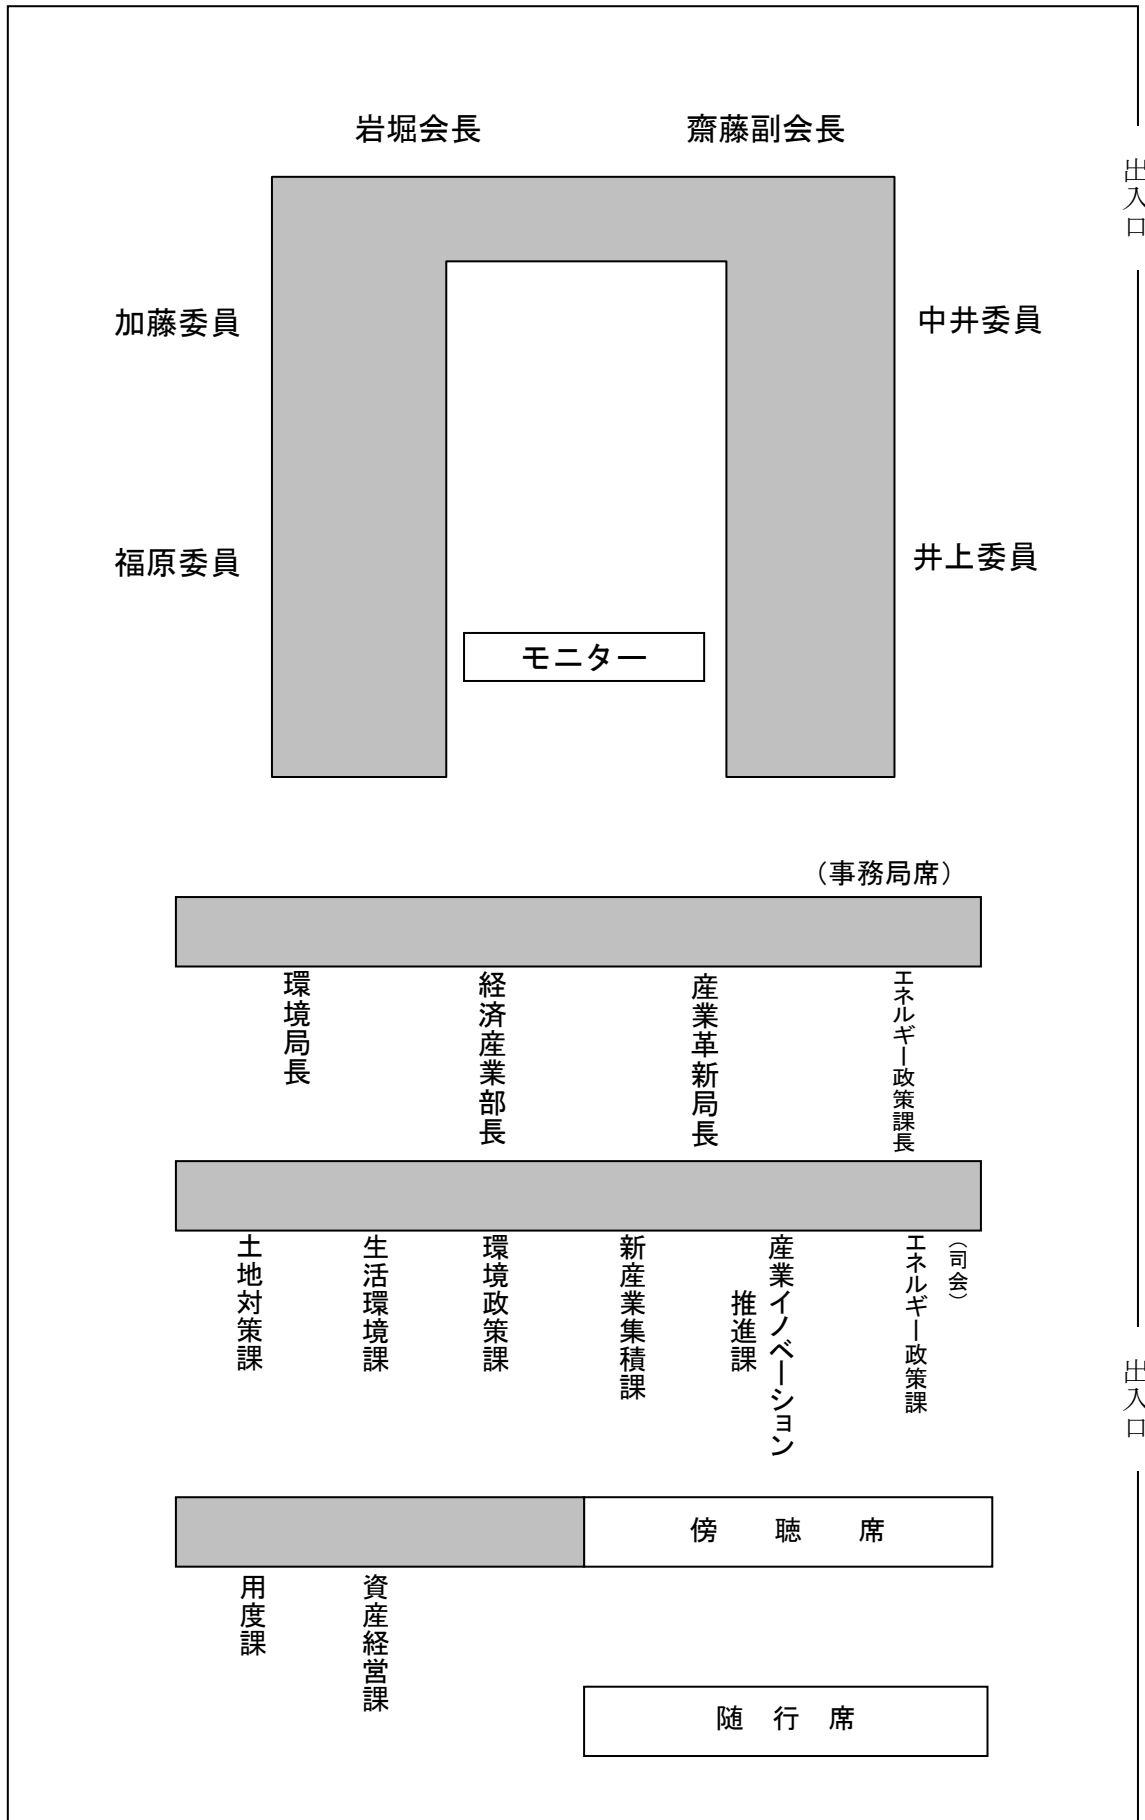 岩堀会長
齋藤副会長
出入口
加藤委員
中井委員
福原委員
井上委員
モニター
（事務局席）
環境局長
経済産業部長
産業革新局長
エネルギー政策課長
土地対策課
生活環境課
環境政策課
新産業集積課
産業イノベーション
推進課
エネルギー政策課
（司会）
出入口
傍聴席
用度課
資産経営課
随行席